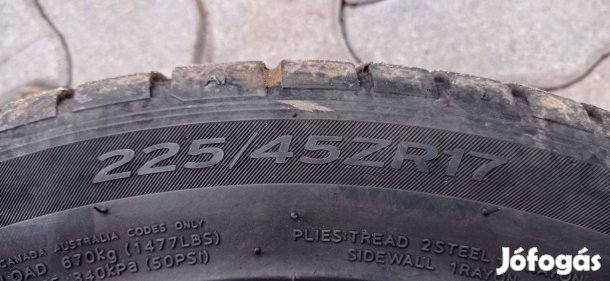 225/45ZR17
CANADA AUSTRALIA CODES ONLY
LOAD 670kg (1477LBS)
340kPa (50PSI)
PLIES:TREAD 2STEEL
SIDEWALL 1RAYON
Jófogás